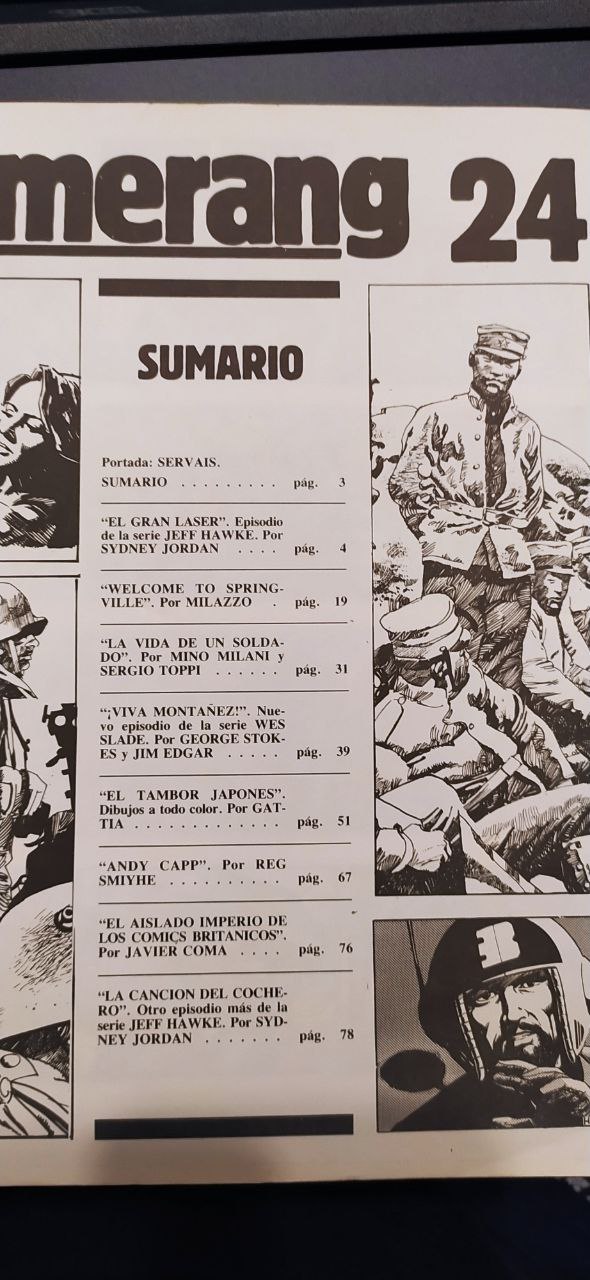 merang 24
SUMARIO
Portada: SERVAIS.
SUMARIO . . . . . . . . . pág. 3
“EL GRAN LASER”. Episodio
de la serie JEFF HAWKE. Por
SYDNEY JORDAN . . . . pág. 4
“WELCOME TO SPRING-
VILLE”. Por MILAZZO . pág. 19
“LA VIDA DE UN SOLDA-
DO”. Por MINO MILANI y
SERGIO TOPPI . . . . . . pág. 31
“¡VIVA MONTAÑEZ!”. Nue-
vo episodio de la serie WES
SLADE. Por GEORGE STOK-
ES y JIM EDGAR . . . . . pág. 39
“EL TAMBOR JAPONES”.
Dibujos a todo color. Por GAT-
TIA . . . . . . . . . . . . . pág. 51
“ANDY CAPP”. Por REG
SMIYHE . . . . . . . . . . . pág. 67
“EL AISLADO IMPERIO DE
LOS COMICS BRITANICOS”.
Por JAVIER COMA . . . . pág. 76
“LA CANCION DEL COCHE-
RO”. Otro episodio más de la
serie JEFF HAWKE. Por SYD-
NEY JORDAN . . . . . . . pág. 78